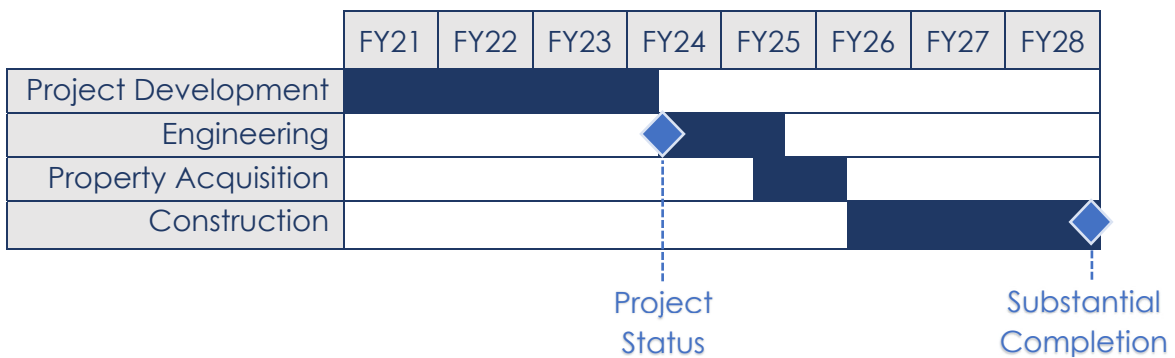 FY21 FY22 FY23 FY24 FY25 FY26 FY27 FY28
Project Development
Engineering
Property Acquisition
Construction
Project
Status
Substantial
Completion